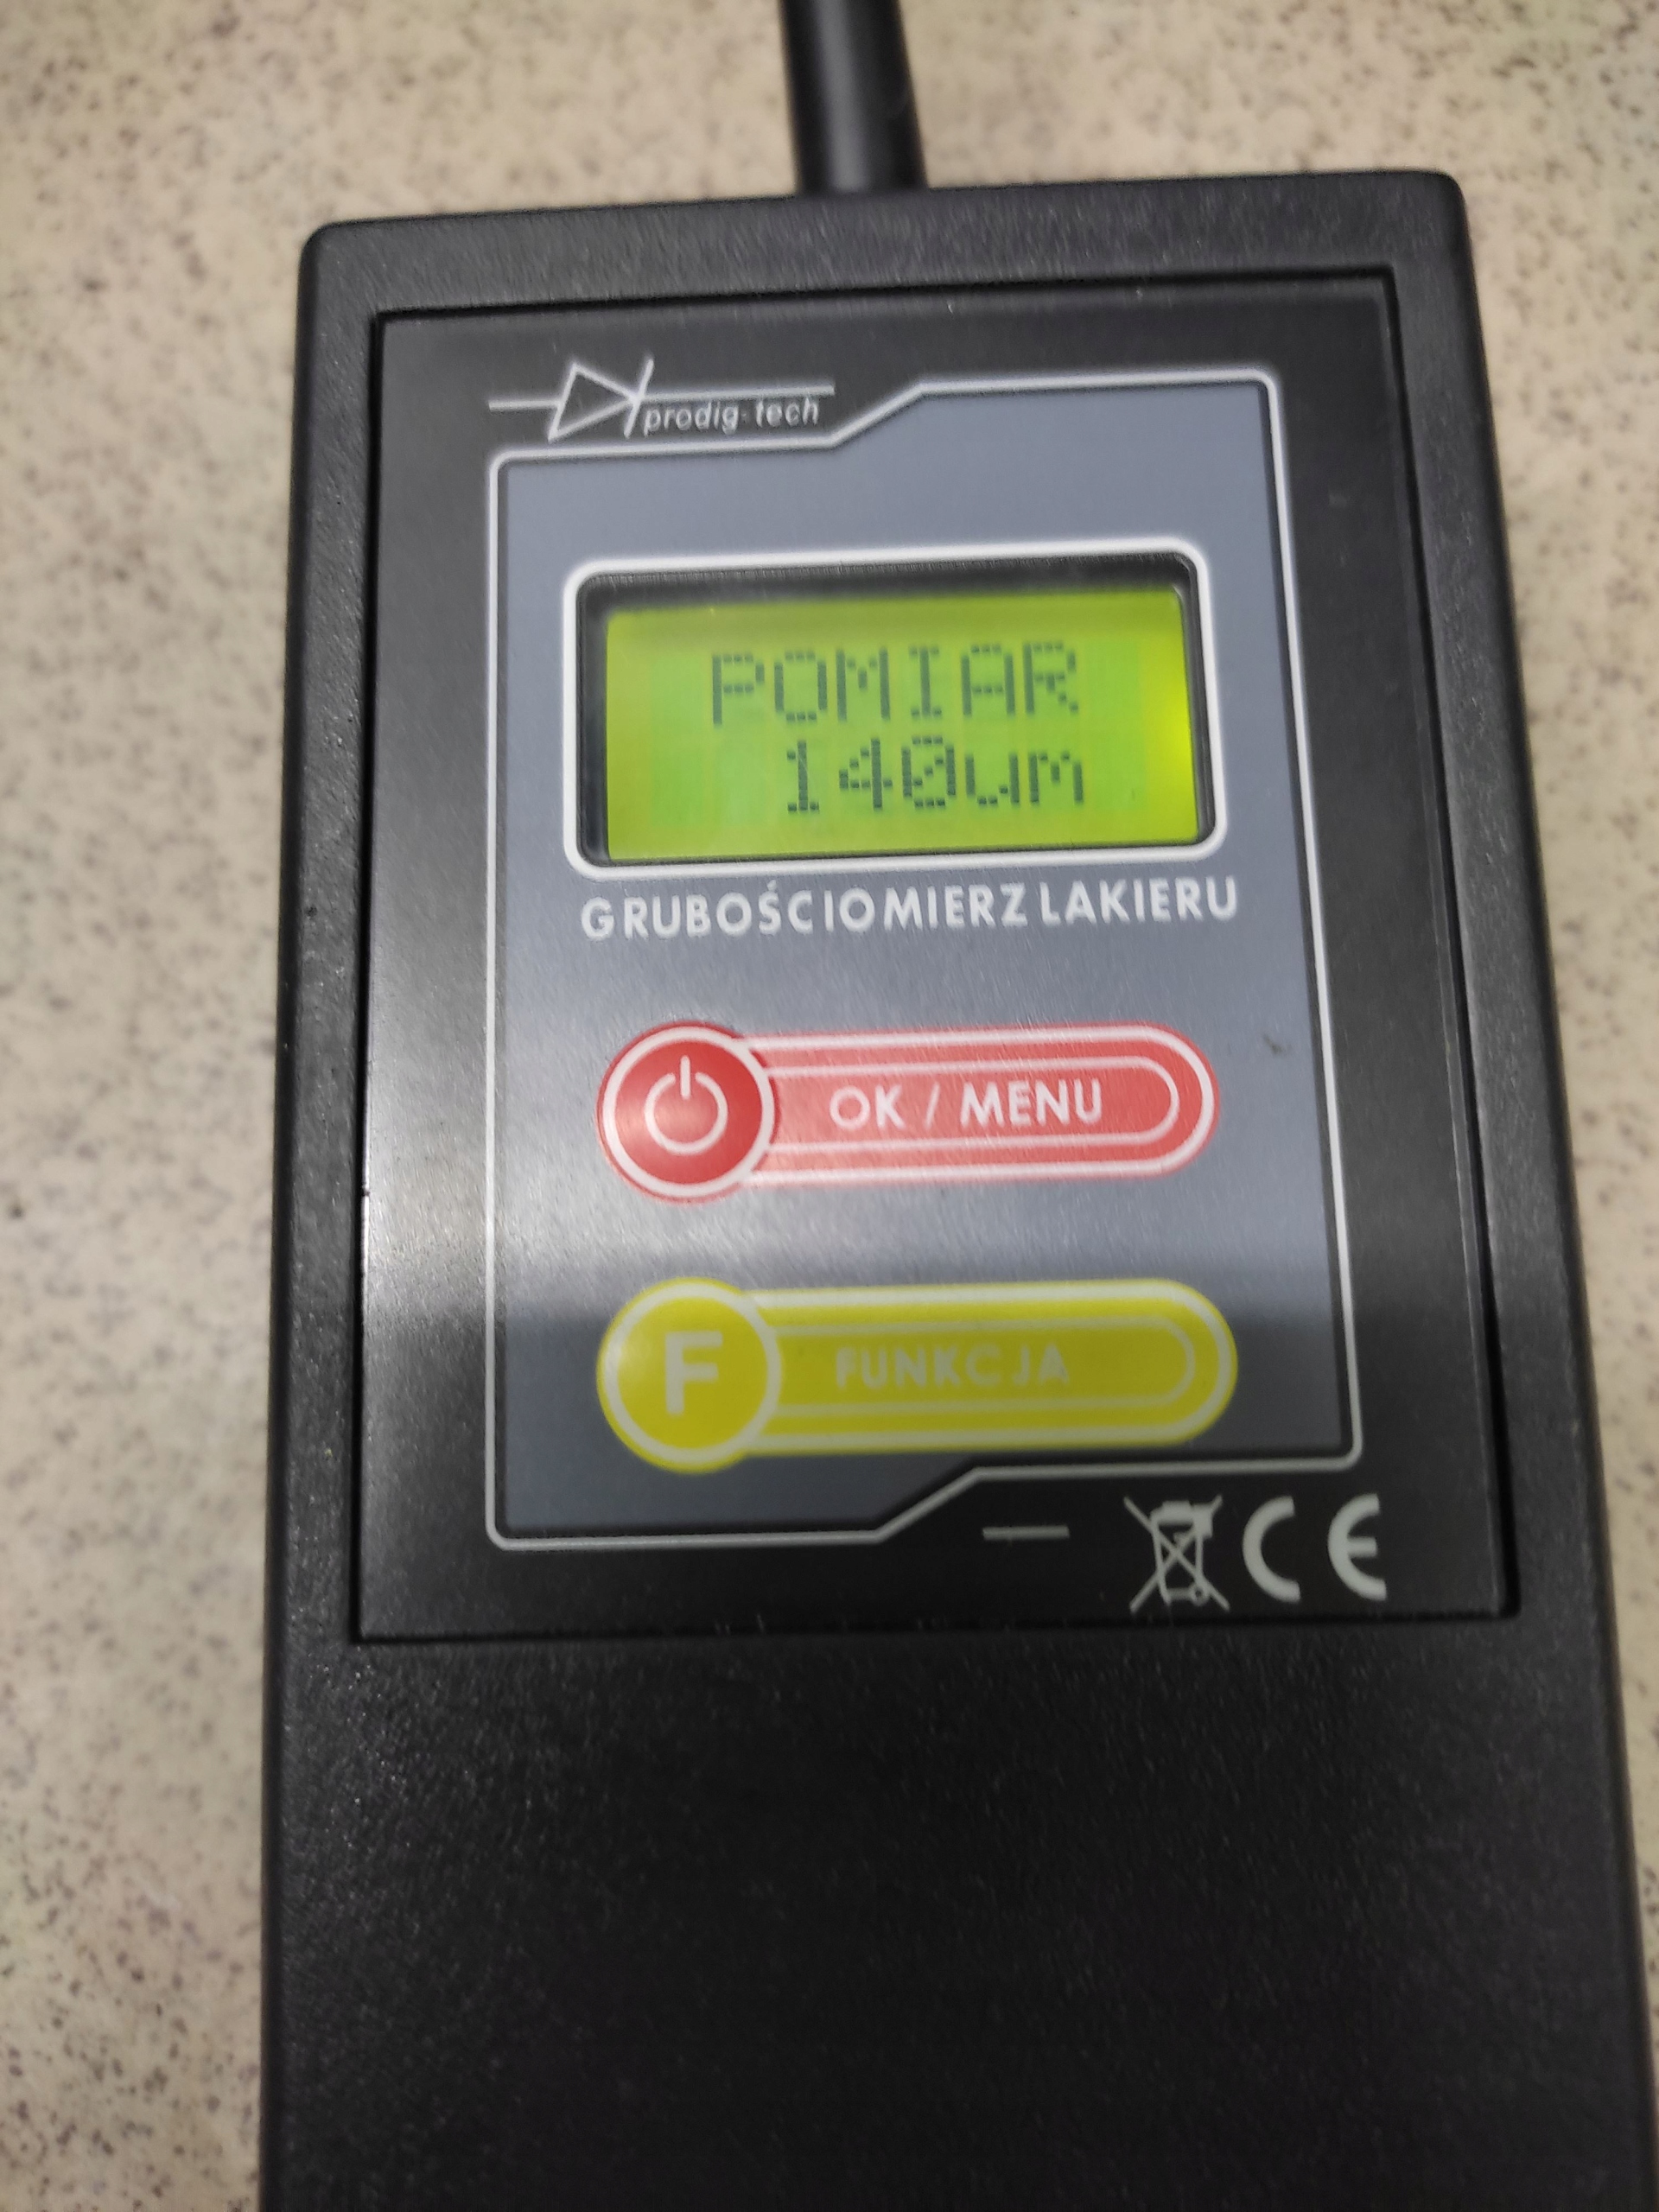 prodig-tech
POMIAR
140um
GRUBOŚCIOMIERZ LAKIERU
OK / MENU
F FUNKCJA
CE